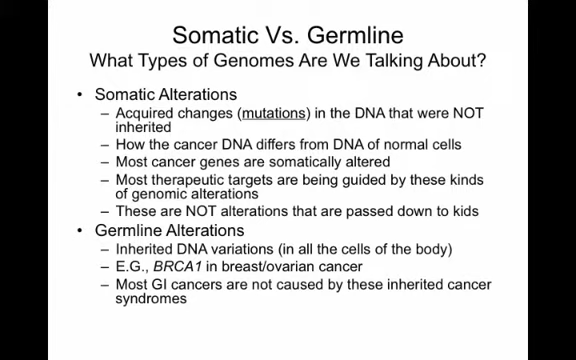 Somatic Vs. Germline
What Types of Genomes Are We Talking About?
• Somatic Alterations
– Acquired changes (mutations) in the DNA that were NOT
inherited
– How the cancer DNA differs from DNA of normal cells
– Most cancer genes are somatically altered
– Most therapeutic targets are being guided by these kinds
of genomic alterations
– These are NOT alterations that are passed down to kids
• Germline Alterations
– Inherited DNA variations (in all the cells of the body)
– E.G., BRCA1 in breast/ovarian cancer
– Most GI cancers are not caused by these inherited cancer
syndromes